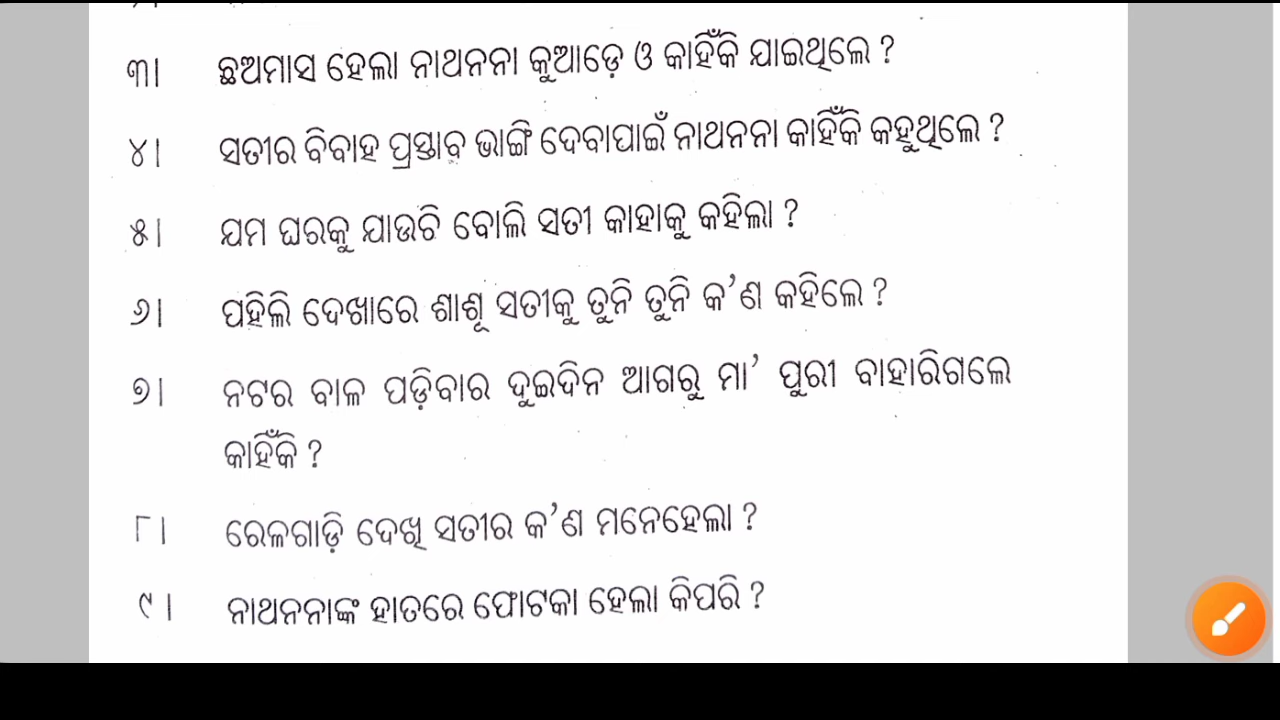 ୩। ଛଅମାସ ହେଲା ନାଥନନା କୁଆଡ଼େ ଓ କାହିଁକି ଯାଇଥିଲେ ?
୪। ସତୀର ବିବାହ ପ୍ରସ୍ତାବ ଭାଙ୍ଗି ଦେବାପାଇଁ ନାଥନନା କାହିଁକି କହୁଥିଲେ ?
୫। ଯମ ଘରକୁ ଯାଉଚି ବୋଲି ସତୀ କାହାକୁ କହିଲା ?
୬। ପହିଲି ଦେଖାରେ ଶାଶୂ ସତୀକୁ ତୁନି ତୁନି କ'ଣ କହିଲେ ?
୭। ନଟର ବାଳ ପଡ଼ିବାର ଦୁଇଦିନ ଆଗରୁ ମା' ପୁରୀ ବାହାରିଗଲେ
କାହିଁକି ?
୮। ରେଳଗାଡ଼ି ଦେଖି ସତୀର କ'ଣ ମନେହେଲା ?
୯। ନାଥନନାଙ୍କ ହାତରେ ଫୋଟକା ହେଲା କିପରି ?